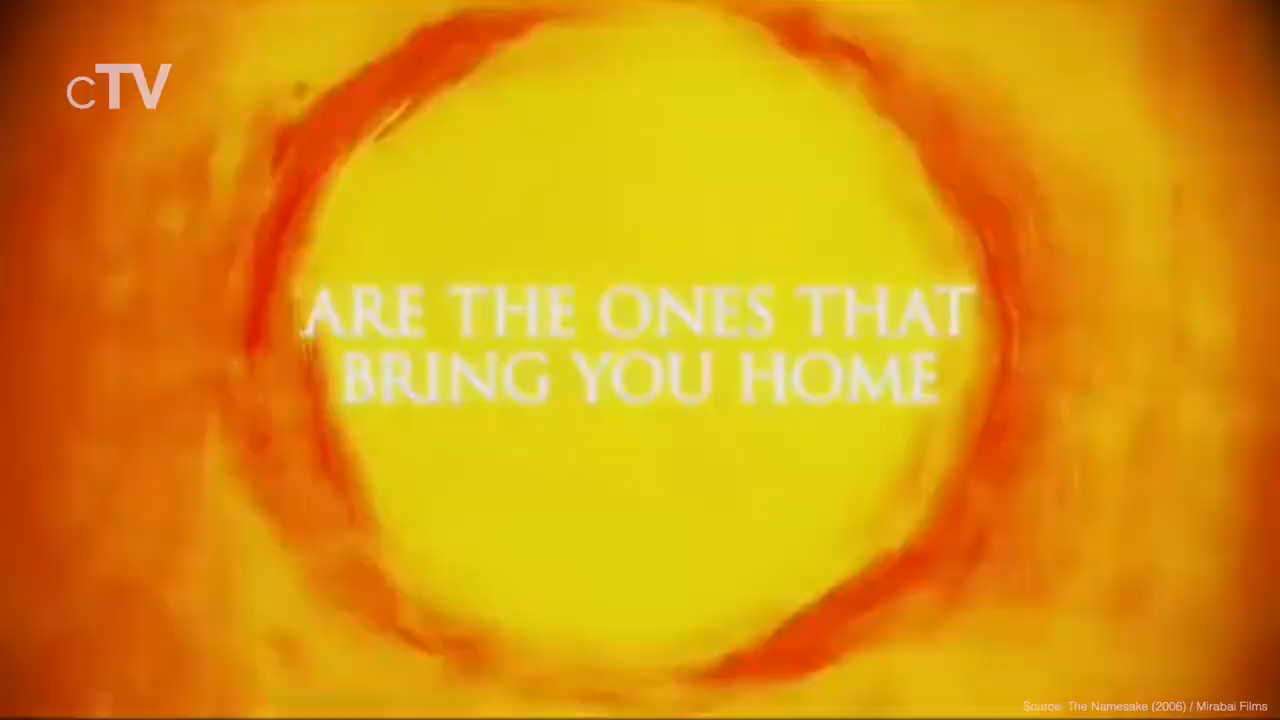 cTV
ARE THE ONES THAT
BRING YOU HOME
Source: The Namesake (2006) / Mirabai Films